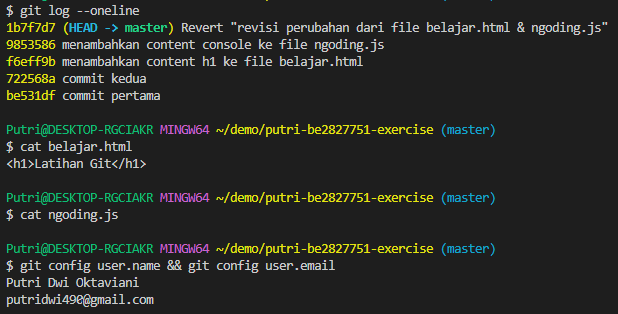 $ git log --oneline
1b7f7d7 (HEAD -> master) Revert "revisi perubahan dari file belajar.html & ngoding.js"
9853586 menambahkan content console ke file ngoding.js
f6eff9b menambahkan content h1 ke file belajar.html
722568a commit kedua
be531df commit pertama
Putri@DESKTOP-RGCIAKR MINGW64 ~/demo/putri-be2827751-exercise (master)
$ cat belajar.html
<h1>Latihan Git</h1>
Putri@DESKTOP-RGCIAKR MINGW64 ~/demo/putri-be2827751-exercise (master)
$ cat ngoding.js
Putri@DESKTOP-RGCIAKR MINGW64 ~/demo/putri-be2827751-exercise (master)
$ git config user.name && git config user.email
Putri Dwi Oktaviani
putridwi490@gmail.com